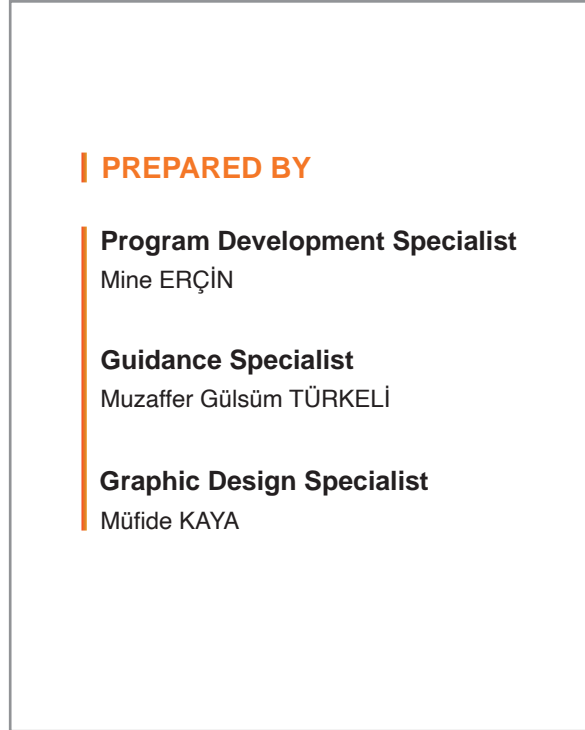 PREPARED BY
Program Development Specialist
Mine ERÇİN
Guidance Specialist
Muzaffer Gülsüm TÜRKELİ
Graphic Design Specialist
Müfide KAYA